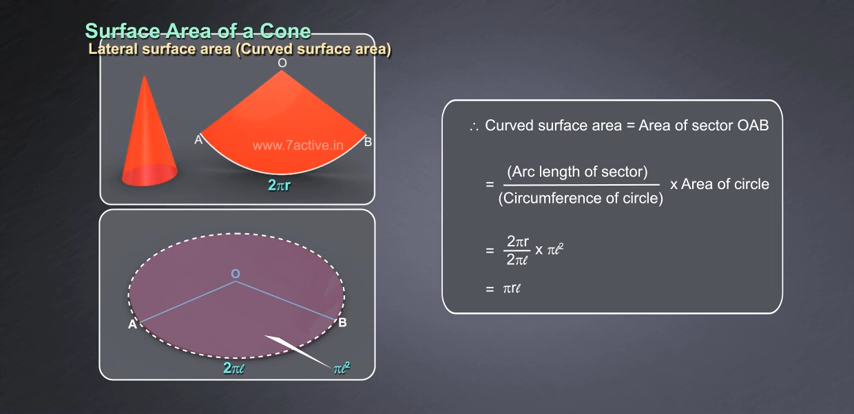 Surface Area of a Cone
Lateral surface area (Curved surface area)
O
A
B
www.7active.in
2πr
O
A
B
2πℓ
πℓ²
∴ Curved surface area = Area of sector OAB
= (Arc length of sector) / (Circumference of circle) x Area of circle
= 2πr / 2πℓ x πℓ²
= πrℓ